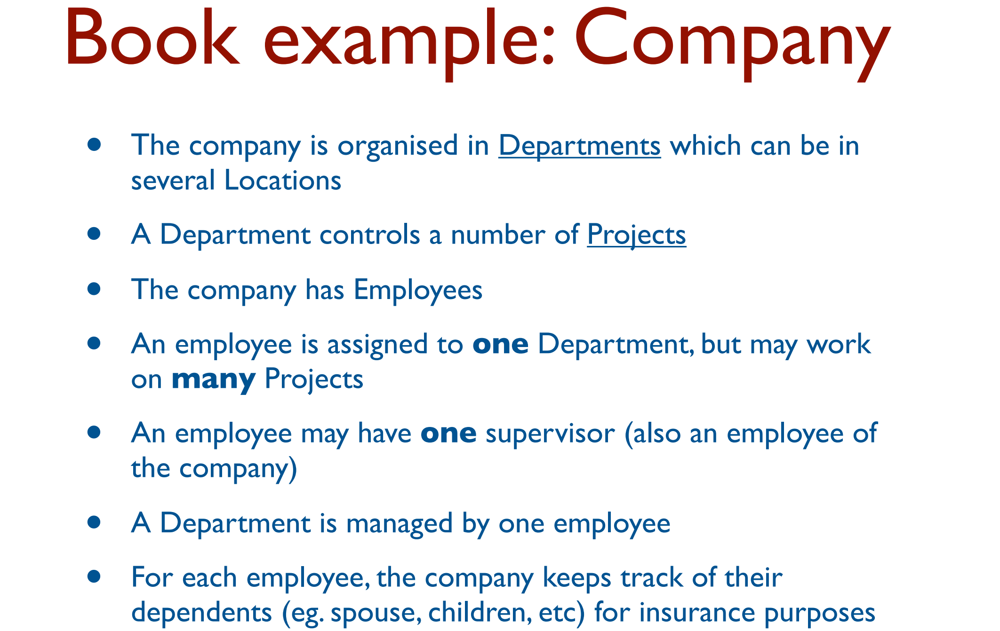 Book example: Company
• The company is organised in Departments which can be in
several Locations
• A Department controls a number of Projects
• The company has Employees
• An employee is assigned to one Department, but may work
on many Projects
• An employee may have one supervisor (also an employee of
the company)
• A Department is managed by one employee
• For each employee, the company keeps track of their
dependents (eg. spouse, children, etc) for insurance purposes